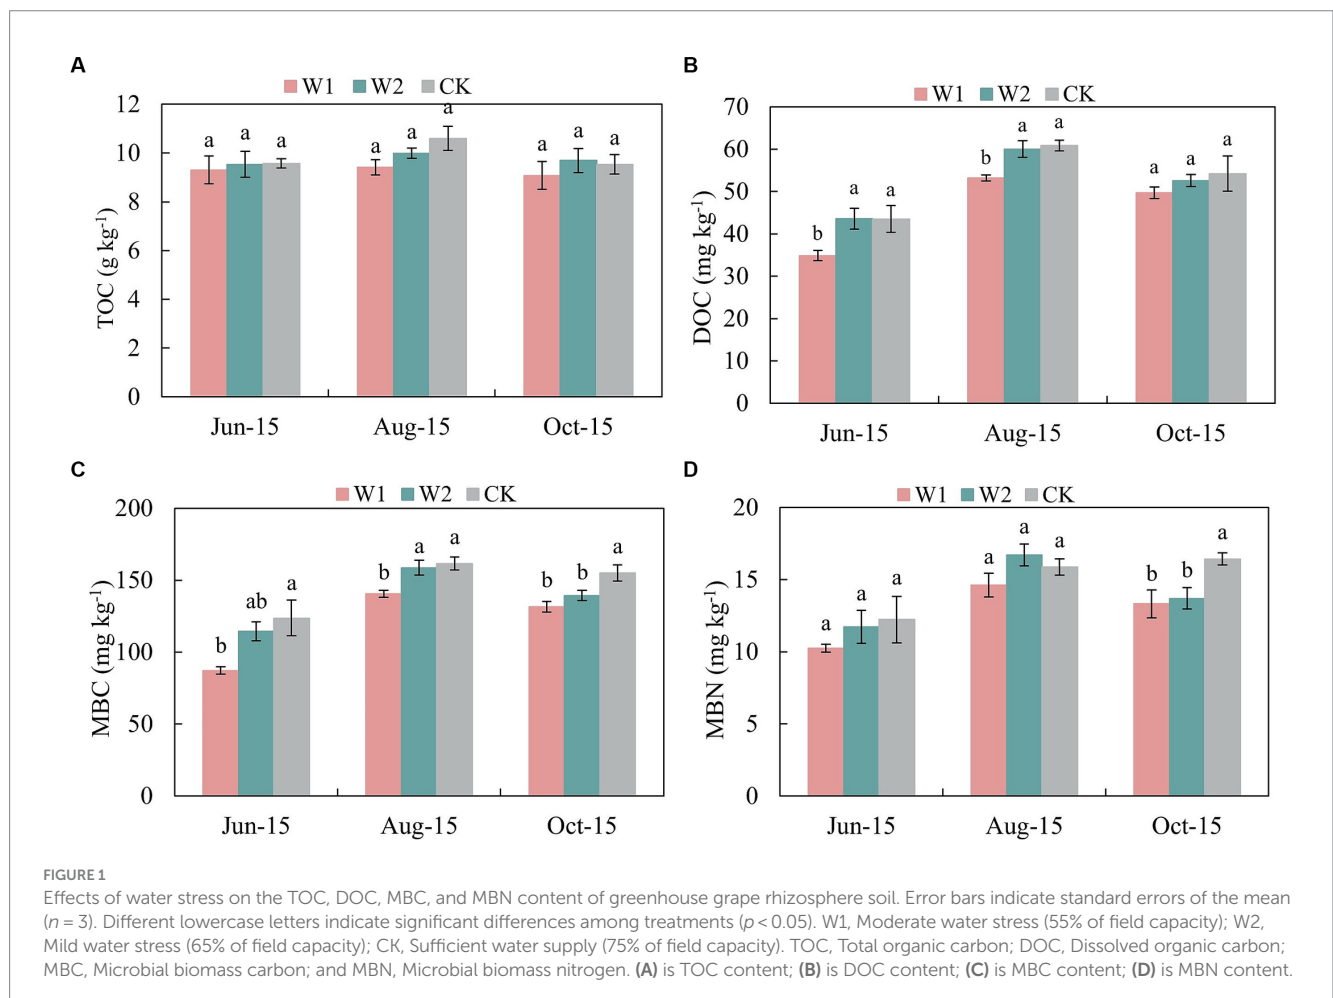 A
W1 W2 CK
12
10
8
6
4
2
0
TOC (g kg-1)
a a a a a a a a a
Jun-15 Aug-15 Oct-15
B
W1 W2 CK
70
60
50
40
30
20
10
0
DOC (mg kg-1)
b a a b a a a a a
Jun-15 Aug-15 Oct-15
C
W1 W2 CK
200
150
100
50
0
MBC (mg kg-1)
b ab a b a a b b a
Jun-15 Aug-15 Oct-15
D
W1 W2 CK
20
15
10
5
0
MBN (mg kg-1)
a a a a a a b b a
Jun-15 Aug-15 Oct-15
FIGURE 1
Effects of water stress on the TOC, DOC, MBC, and MBN content of greenhouse grape rhizosphere soil. Error bars indicate standard errors of the mean
(n = 3). Different lowercase letters indicate significant differences among treatments (p < 0.05). W1, Moderate water stress (55% of field capacity); W2,
Mild water stress (65% of field capacity); CK, Sufficient water supply (75% of field capacity). TOC, Total organic carbon; DOC, Dissolved organic carbon;
MBC, Microbial biomass carbon; and MBN, Microbial biomass nitrogen. (A) is TOC content; (B) is DOC content; (C) is MBC content; (D) is MBN content.